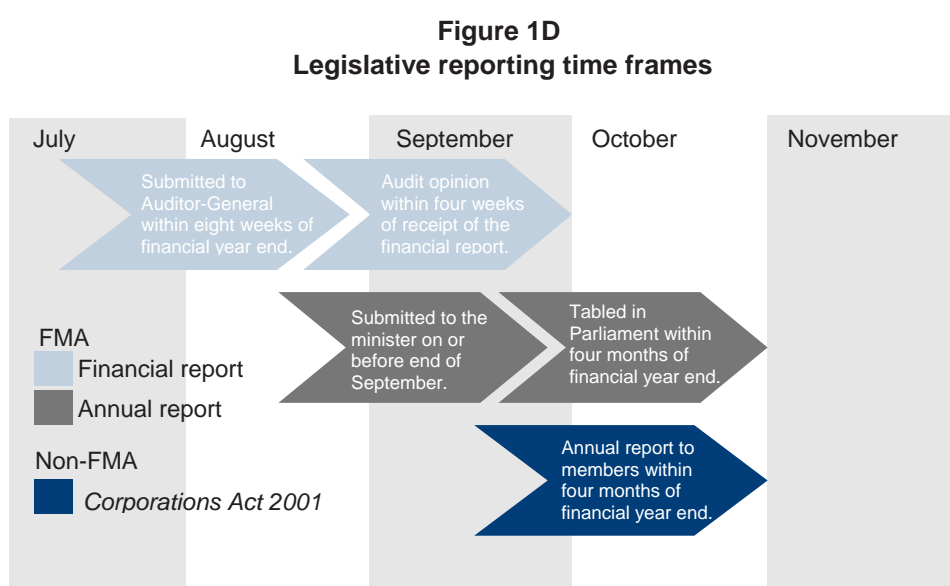 Figure 1D
Legislative reporting time frames
July August September October November
Submitted to
Auditor-General
within eight weeks of
financial year end.
Audit opinion
within four weeks
of receipt of the
financial report.
Submitted to the
minister on or
before end of
September.
Tabled in
Parliament within
four months of
financial year end.
FMA
Financial report
Annual report
Non-FMA
Corporations Act 2001
Annual report to
members within
four months of
financial year end.